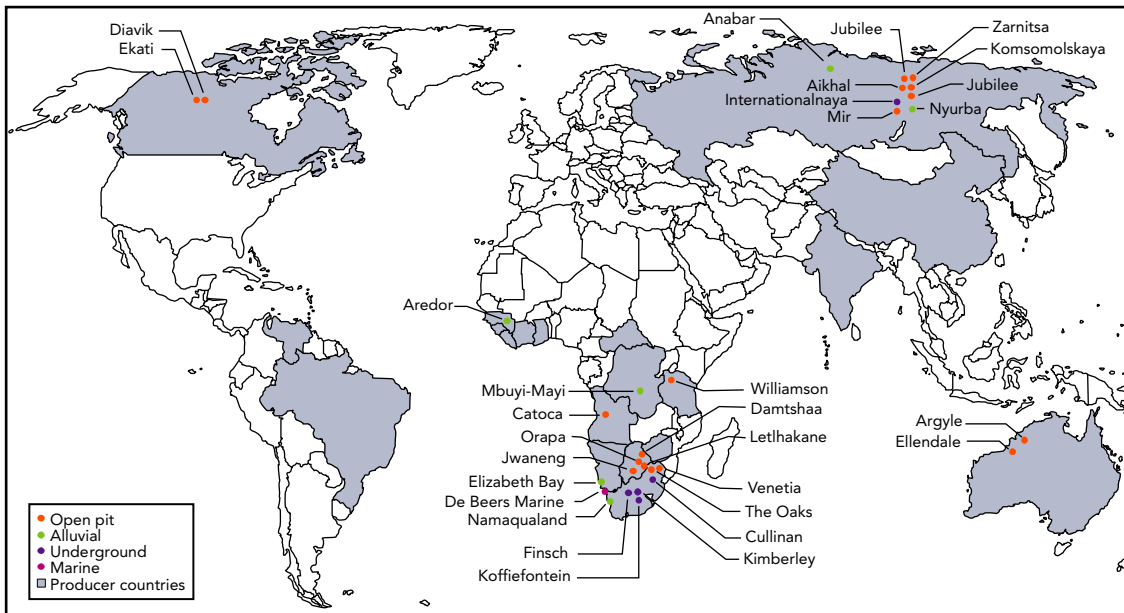 Diavik
Ekati
Anabar
Jubilee
Zarnitsa
Komsomolskaya
Aikhal
Jubilee
Internationalnaya
Nyurba
Mir
Aredor
Mbuyi-Mayi
Williamson
Catoca
Damtshaa
Orapa
Letlhakane
Jwaneng
Argyle
Ellendale
Elizabeth Bay
Venetia
De Beers Marine
The Oaks
Namaqualand
Cullinan
Finsch
Kimberley
Koffiefontein
Open pit
Alluvial
Underground
Marine
Producer countries